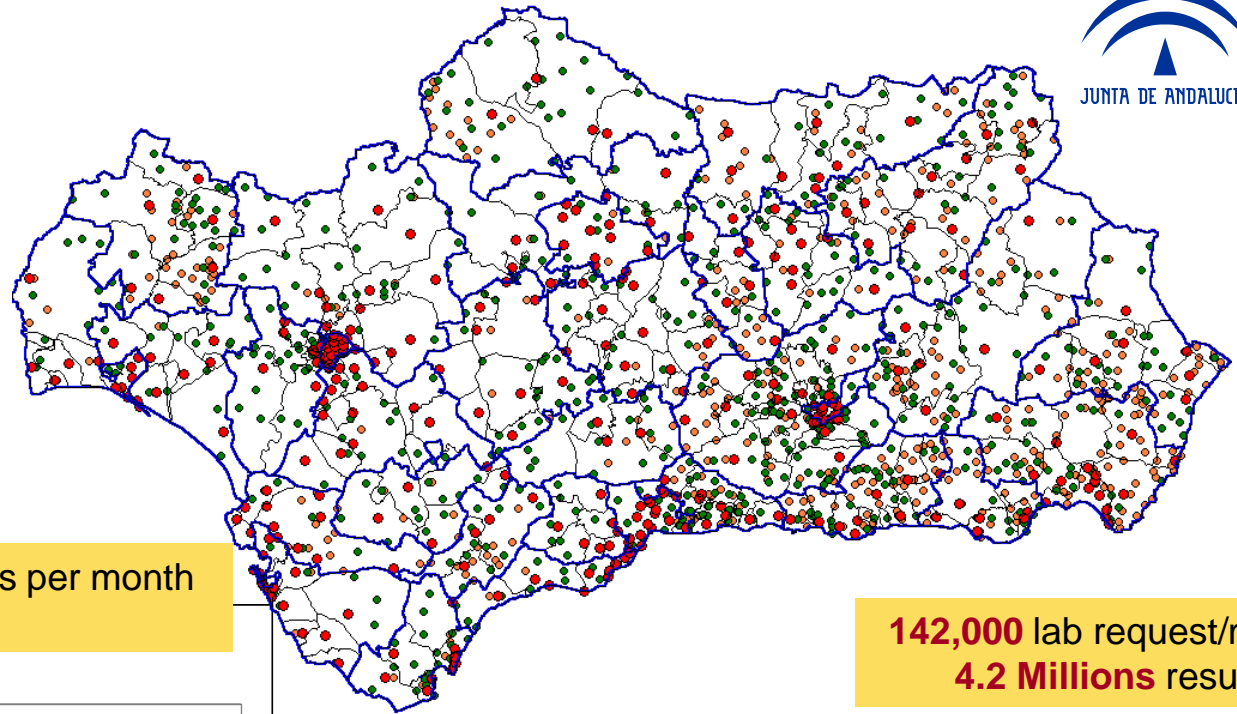 JUNTA DE ANDALUCI
s per month
142,000 lab request/
4.2 Millions resu